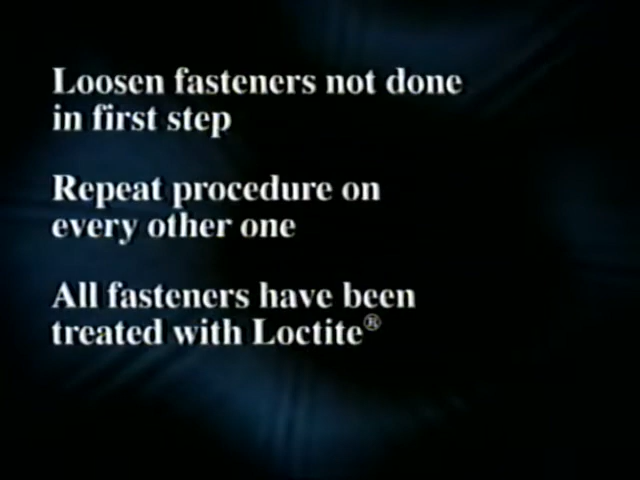 Loosen fasteners not done
in first step
Repeat procedure on
every other one
All fasteners have been
treated with Loctite®